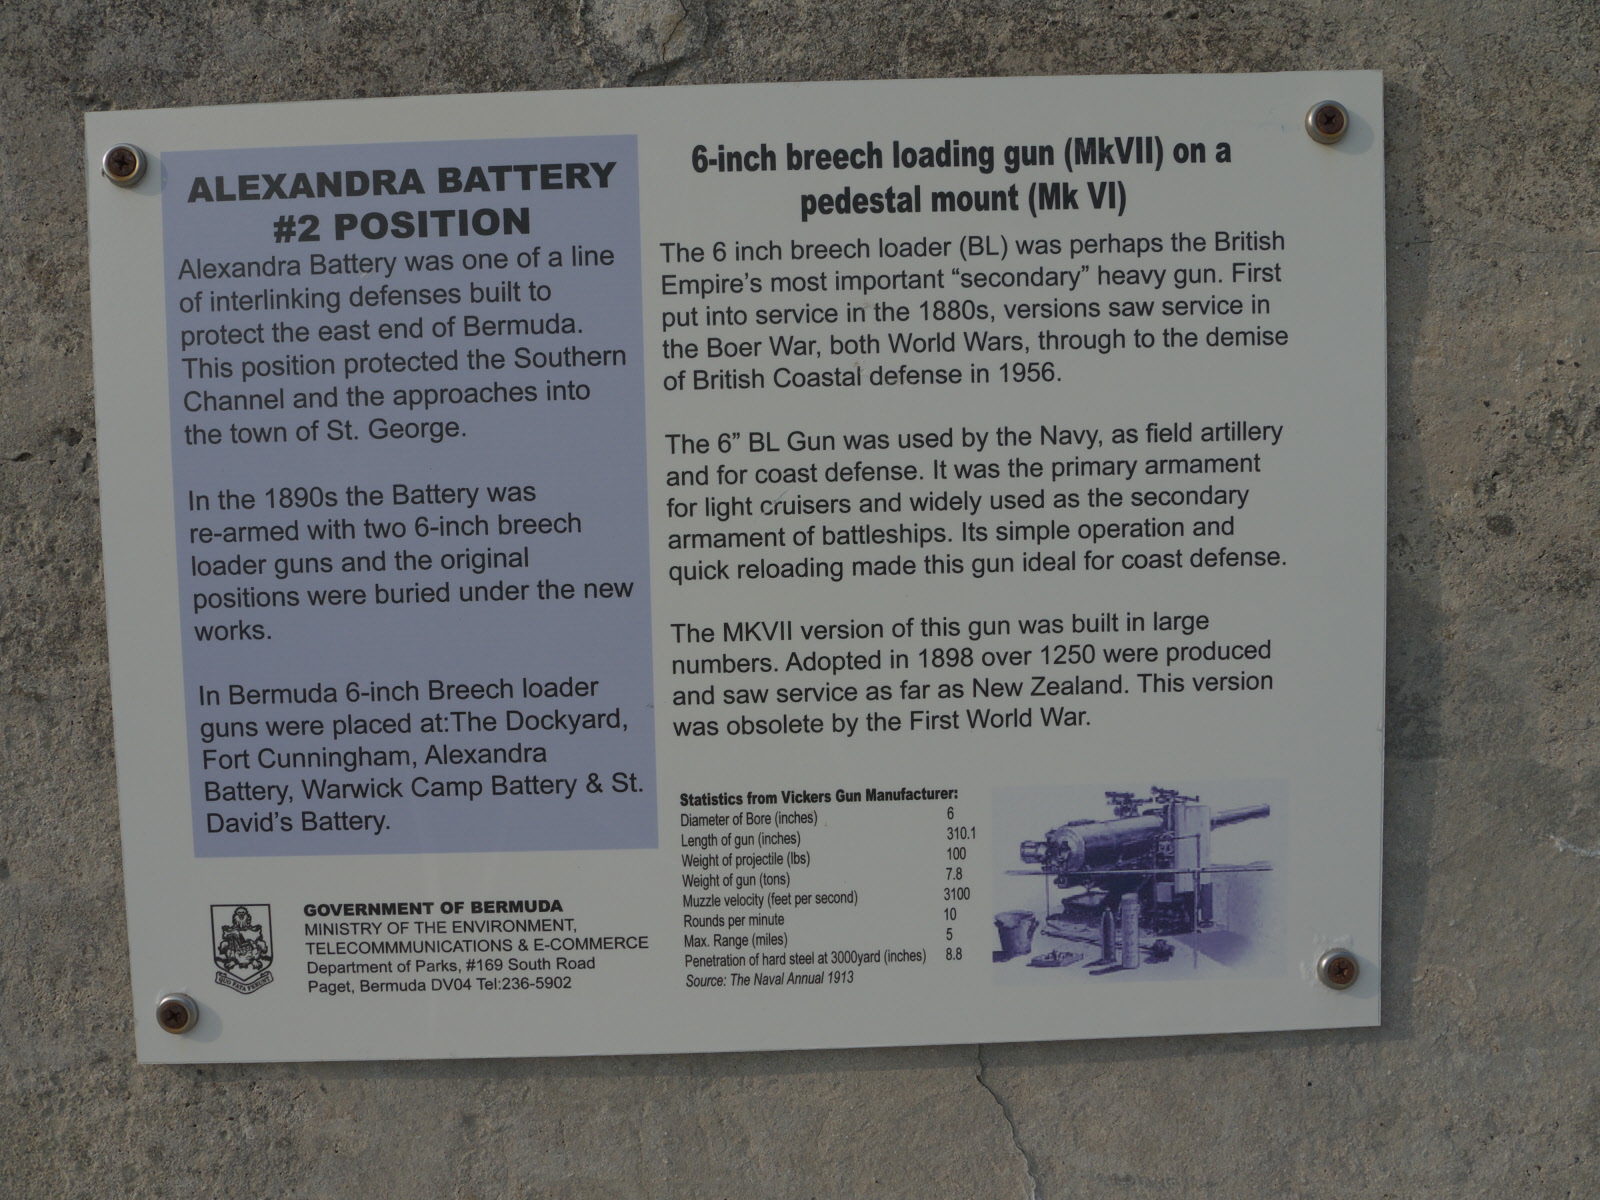 ALEXANDRA BATTERY
#2 POSITION
Alexandra Battery was one of a line
of interlinking defenses built to
protect the east end of Bermuda.
This position protected the Southern
Channel and the approaches into
the town of St. George.
In the 1890s the Battery was
re-armed with two 6-inch breech
loader guns and the original
positions were buried under the new
works.
In Bermuda 6-inch Breech loader
guns were placed at:The Dockyard,
Fort Cunningham, Alexandra
Battery, Warwick Camp Battery & St.
David's Battery.
GOVERNMENT OF BERMUDA
MINISTRY OF THE ENVIRONMENT,
TELECOMMMUNICATIONS & E-COMMERCE
Department of Parks, #169 South Road
Paget, Bermuda DV04 Tel:236-5902
6-inch breech loading gun (MkVII) on a
pedestal mount (Mk VI)
The 6 inch breech loader (BL) was perhaps the British
Empire's most important “secondary” heavy gun. First
put into service in the 1880s, versions saw service in
the Boer War, both World Wars, through to the demise
of British Coastal defense in 1956.
The 6” BL Gun was used by the Navy, as field artillery
and for coast defense. It was the primary armament
for light cruisers and widely used as the secondary
armament of battleships. Its simple operation and
quick reloading made this gun ideal for coast defense.
The MKVII version of this gun was built in large
numbers. Adopted in 1898 over 1250 were produced
and saw service as far as New Zealand. This version
was obsolete by the First World War.
Statistics from Vickers Gun Manufacturer:
Diameter of Bore (inches) 6
Length of gun (inches) 310.1
Weight of projectile (lbs) 100
Weight of gun (tons) 7.8
Muzzle velocity (feet per second) 3100
Rounds per minute 10
Max. Range (miles) 5
Penetration of hard steel at 3000yard (inches) 8.8
Source: The Naval Annual 1913